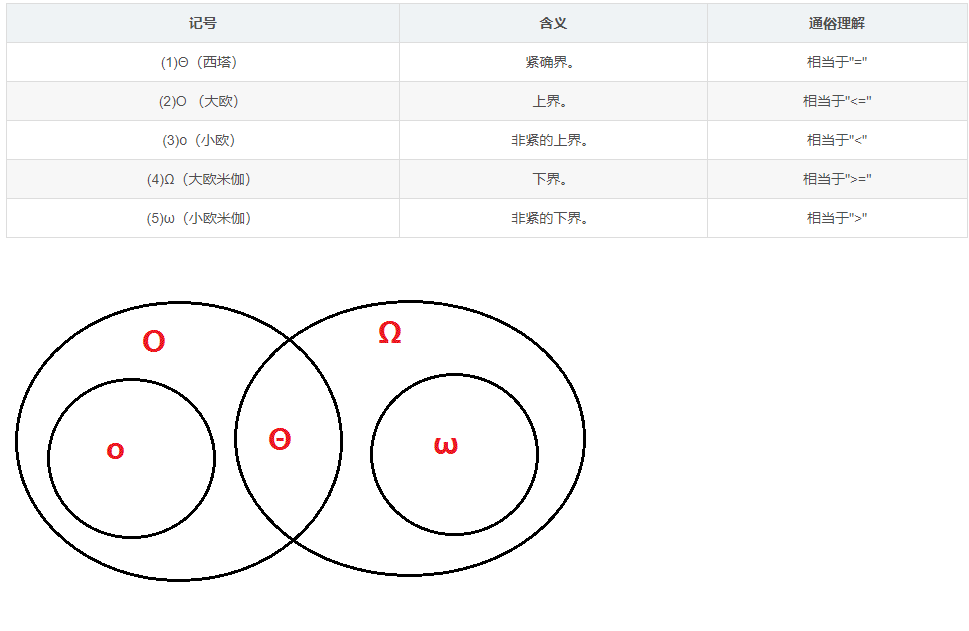 记号 含义 通俗理解
(1)Θ（西塔） 紧确界。 相当于"="
(2)O （大欧） 上界。 相当于"<="
(3)o（小欧） 非紧的上界。 相当于"<"
(4)Ω（大欧米伽） 下界。 相当于">="
(5)ω（小欧米伽） 非紧的下界。 相当于">"
O Ω
o Θ ω